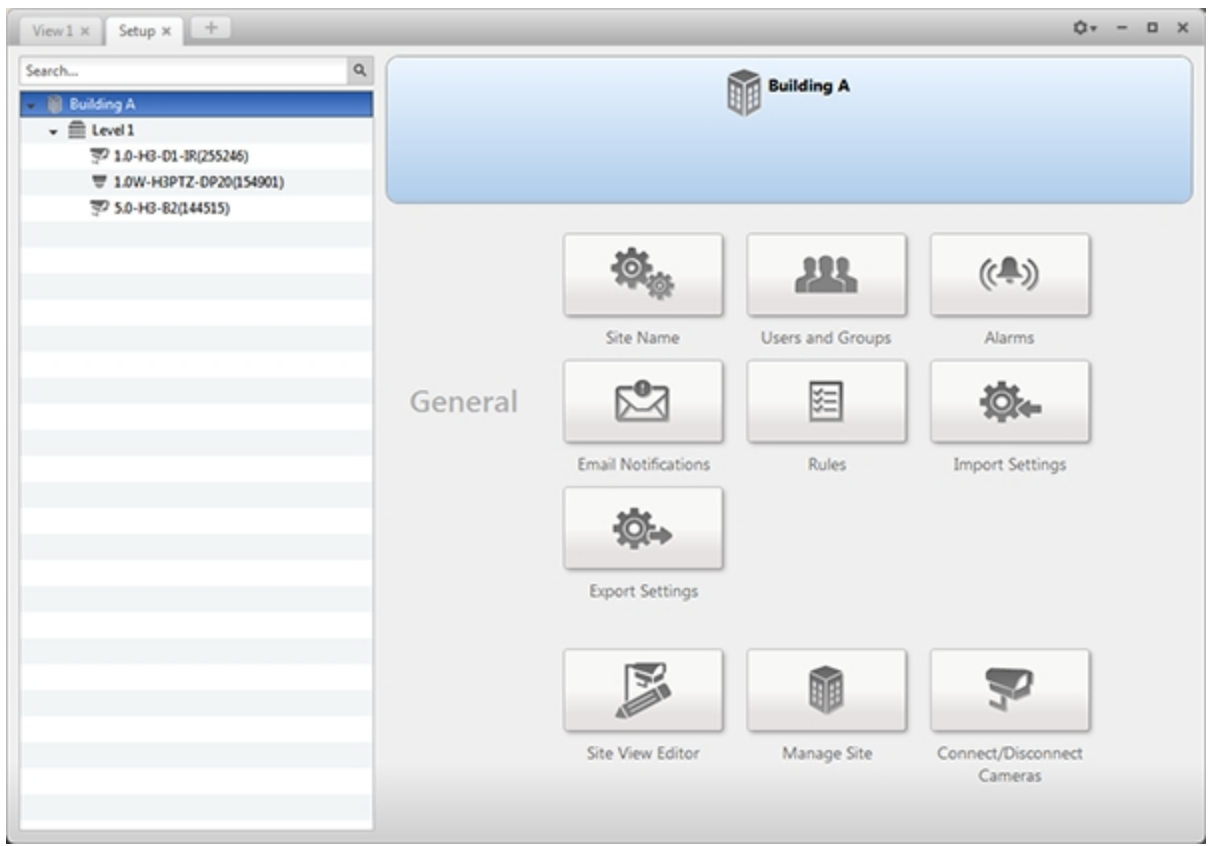 View 1
Setup
Search...
Building A
Level 1
1.0-H3-D1-IR(255246)
1.0W-H3PTZ-DP20(154901)
5.0-H3-B2(144515)
Building A
General
Site Name
Users and Groups
Alarms
Email Notifications
Rules
Import Settings
Export Settings
Site View Editor
Manage Site
Connect/Disconnect
Cameras